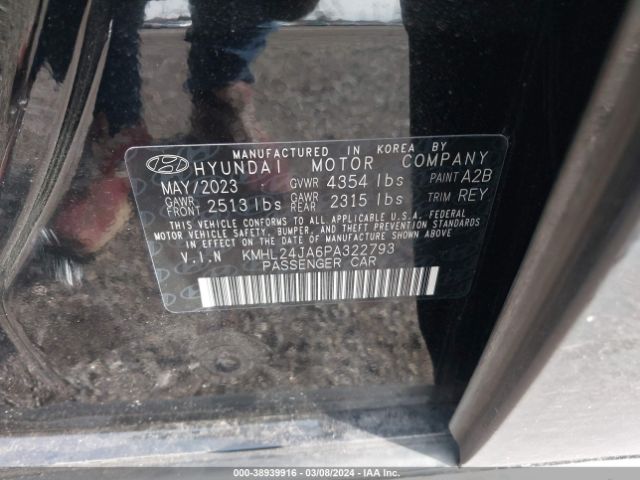 MANUFACTURED IN KOREA BY
HYUNDAI MOTOR COMPANY
MAY/2023 GVWR 4354 lbs PAINT A2B
GAWR FRONT 2513 lbs GAWR REAR 2315 lbs TRIM REY
THIS VEHICLE CONFORMS TO ALL APPLICABLE U.S.A. FEDERAL
MOTOR VEHICLE SAFETY, BUMPER, AND THEFT PREVENTION STANDARDS
IN EFFECT ON THE DATE OF MANUFACTURE SHOWN ABOVE.
V.I.N KMHL24JA6PA322793
PASSENGER CAR
000-38939916 - 03/08/2024 - IAA Inc.